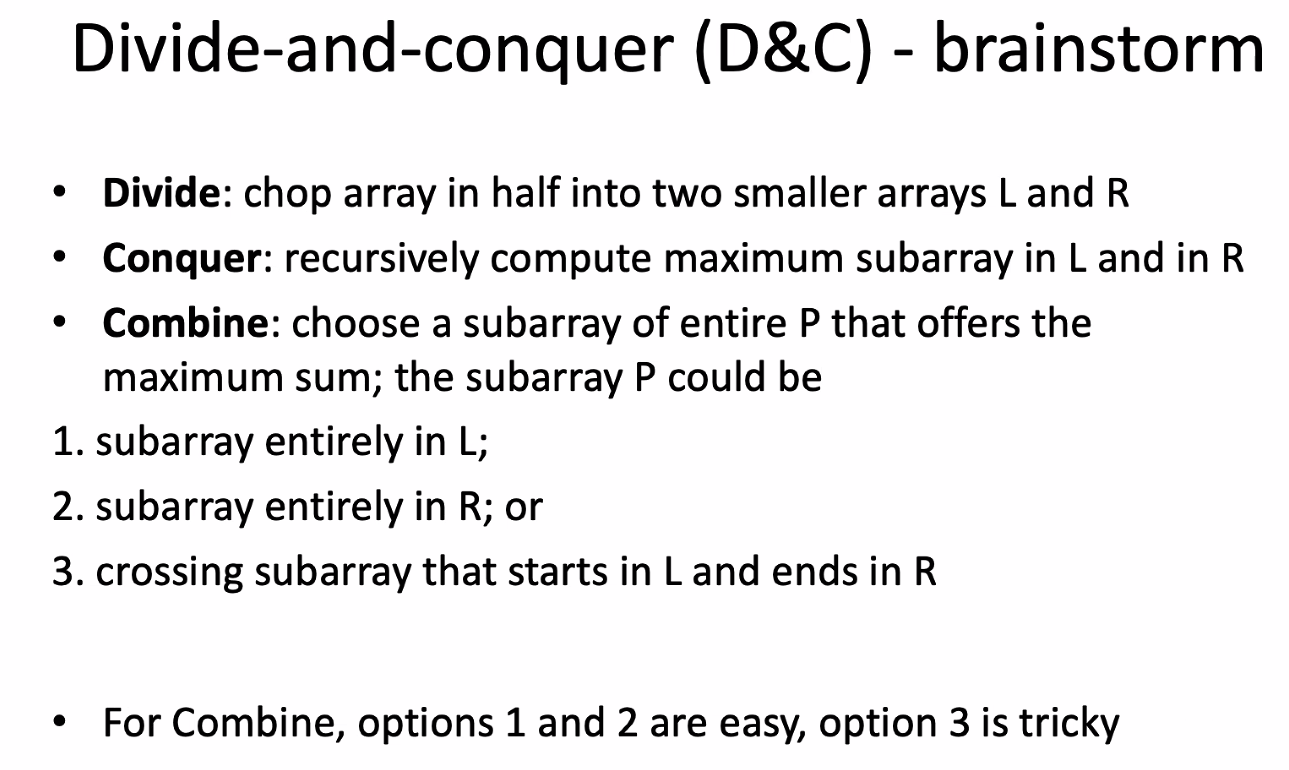 Divide-and-conquer (D&C) - brainstorm
• Divide: chop array in half into two smaller arrays L and R
• Conquer: recursively compute maximum subarray in L and in R
• Combine: choose a subarray of entire P that offers the
maximum sum; the subarray P could be
1. subarray entirely in L;
2. subarray entirely in R; or
3. crossing subarray that starts in L and ends in R
• For Combine, options 1 and 2 are easy, option 3 is tricky